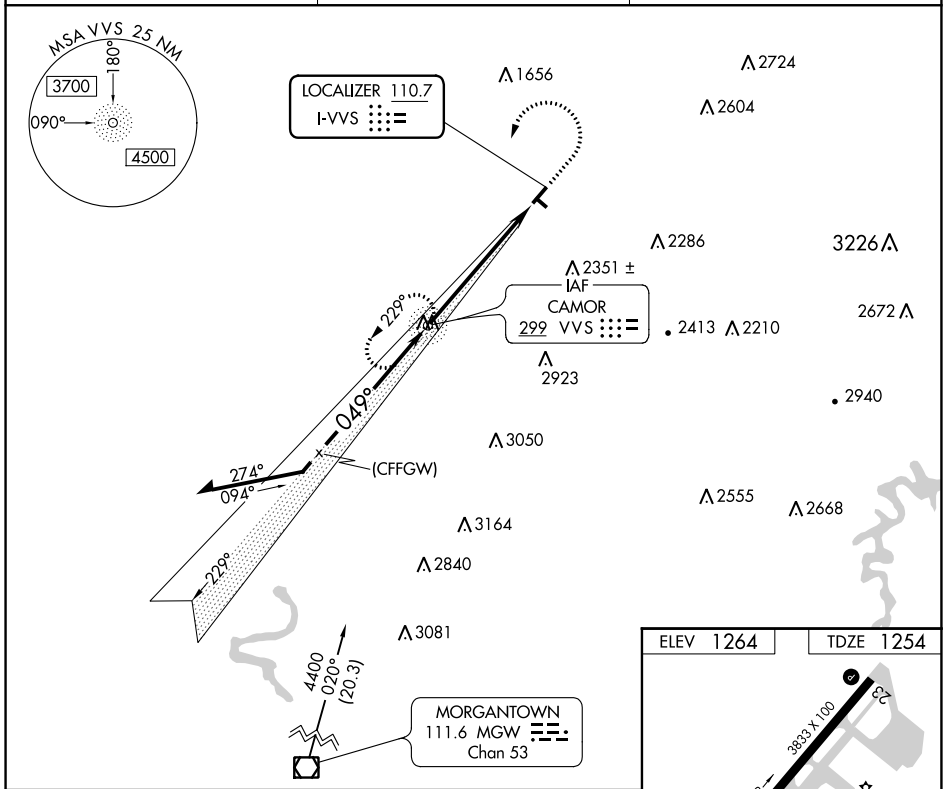 MSA VVS 25 NM
180°
3700
090°
4500
LOCALIZER 110.7
I-VVS
1656
2724
2604
2286
3226
2351 ±
IAF
CAMOR
299 VVS
2413
2210
2672
2923
2940
229°
049°
3050
(CFFGW)
274°
094°
2555
2668
3164
229°
2840
3081
4400
020°
(20.3)
MORGANTOWN
111.6 MGW
Chan 53
ELEV 1264
TDZE 1254
23
3833 X 100